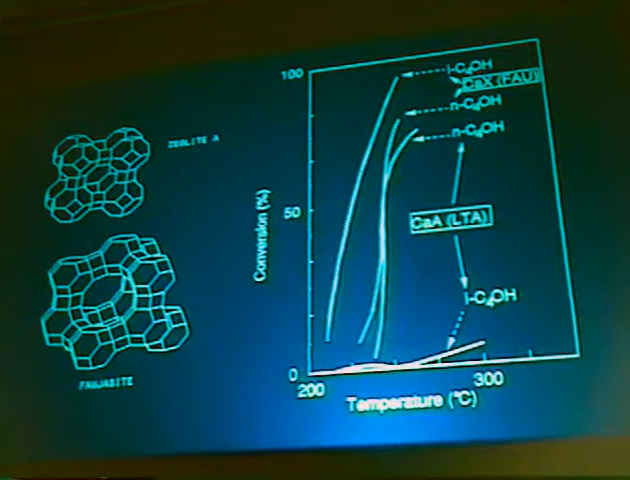 ZEOLITE A
FAUJASITE
100
50
0
200
300
Conversion (%)
Temperature (°C)
i-C₄OH
CaX (FAU)
n-C₄OH
n-C₄OH
CaA (LTA)
i-C₄OH